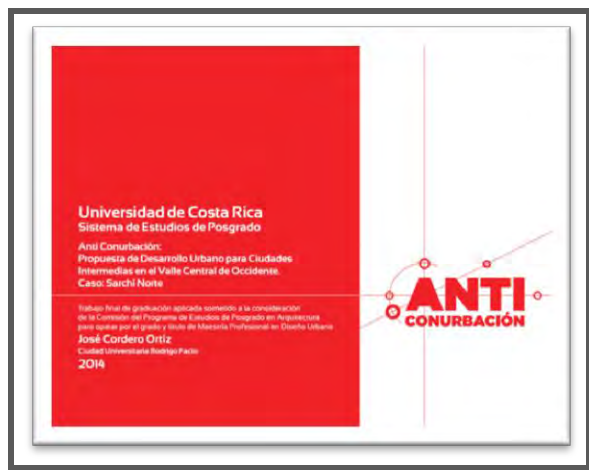 Universidad de Costa Rica
Sistema de Estudios de Posgrado
Anti Conurbación:
Propuesta de Desarrollo Urbano para Ciudades
Intermedias en el Valle Central de Occidente.
Caso: Sarchí Norte
Trabajo final de graduación aplicada sometido a la consideración
de la Comisión del Programa de Estudios de Posgrado en Arquitectura
para optar por el grado y título de Maestría Profesional en Diseño Urbano
José Cordero Ortiz
Ciudad Universitaria Rodrigo Facio
2014
ANTI
CONURBACIÓN